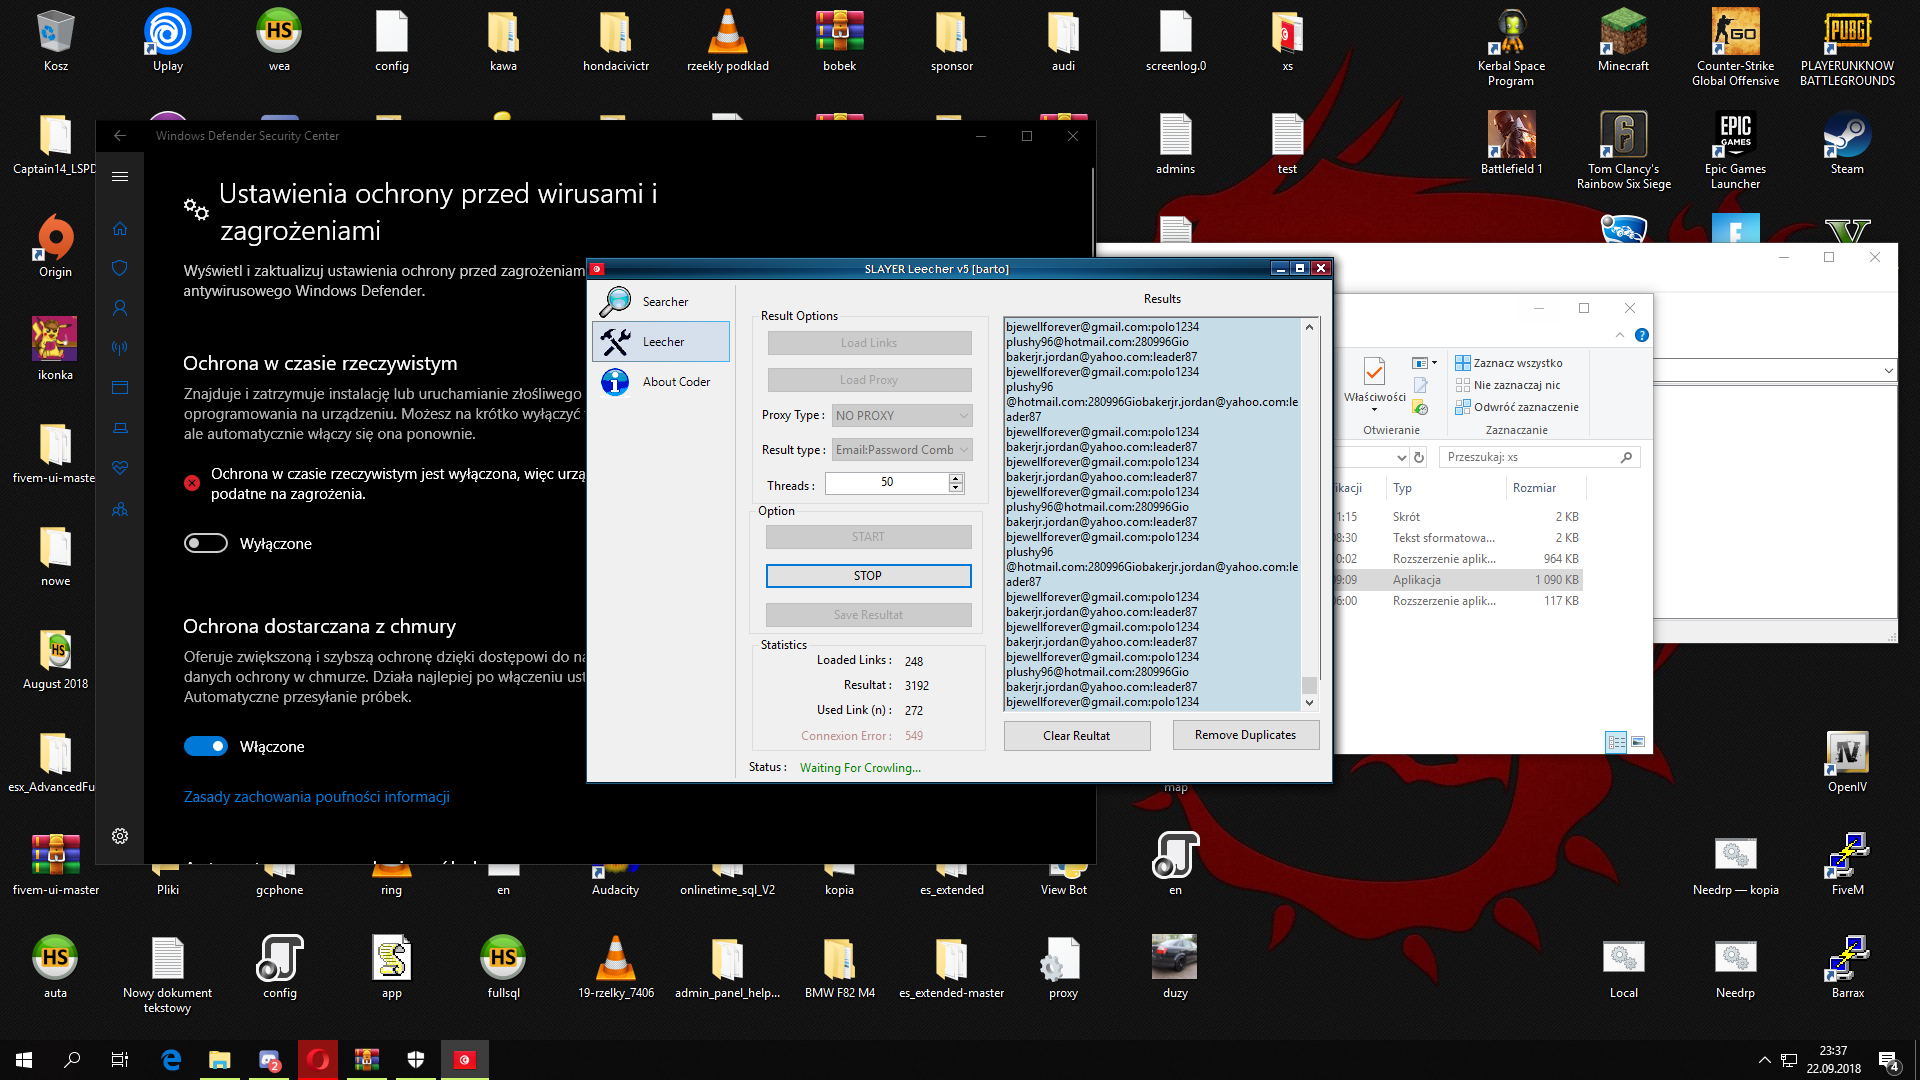 Kosz
Uplay
wea
config
kawa
hondacivictr
rzeekly podklad
bobek
sponsor
audi
screenlog.0
xs
Kerbal Space
Program
Minecraft
Counter-Strike
Global Offensive
PLAYERUNKNOW
BATTLEGROUNDS
Captain14_LSPD
admins
test
Battlefield 1
Tom Clancy's
Rainbow Six Siege
Epic Games
Launcher
Steam
Origin
ikonka
fivem-ui-maste
nowe
August 2018
esx_AdvancedFu
Windows Defender Security Center
Ustawienia ochrony przed wirusami i
zagrożeniami
Wyświetl i zaktualizuj ustawienia ochrony przed zagrożeniam
antywirusowego Windows Defender.
Ochrona w czasie rzeczywistym
Znajduje i zatrzymuje instalację lub uruchamianie złośliwego
oprogramowania na urządzeniu. Możesz na krótko wyłączyć
ale automatycznie włączy się ona ponownie.
Ochrona w czasie rzeczywistym jest wyłączona, więc urzą
podatne na zagrożenia.
Wyłączone
Ochrona dostarczana z chmury
Oferuje zwiększoną i szybszą ochronę dzięki dostępowi do na
danych ochrony w chmurze. Działa najlepiej po włączeniu ust
Automatyczne przesyłanie próbek.
Włączone
Zasady zachowania poufności informacji
SLAYER Leecher v5 [barto]
Searcher
Leecher
About Coder
Result Options
Load Links
Load Proxy
Proxy Type : NO PROXY
Result type : Email:Password Comb
Threads : 50
Option
START
STOP
Save Resultat
Statistics
Loaded Links : 248
Resultat : 3192
Used Link (n) : 272
Connexion Error : 549
Status : Waiting For Crowling...
Results
bjewellforever@gmail.com:polo1234
plushy96@hotmail.com:280996Gio
bakerjr.jordan@yahoo.com:leader87
bjewellforever@gmail.com:polo1234
plushy96
@hotmail.com:280996Giobakerjr.jordan@yahoo.com:le
ader87
bjewellforever@gmail.com:polo1234
bakerjr.jordan@yahoo.com:leader87
bjewellforever@gmail.com:polo1234
bakerjr.jordan@yahoo.com:leader87
bjewellforever@gmail.com:polo1234
plushy96@hotmail.com:280996Gio
bakerjr.jordan@yahoo.com:leader87
bjewellforever@gmail.com:polo1234
plushy96
@hotmail.com:280996Giobakerjr.jordan@yahoo.com:le
ader87
bjewellforever@gmail.com:polo1234
bakerjr.jordan@yahoo.com:leader87
bjewellforever@gmail.com:polo1234
bakerjr.jordan@yahoo.com:leader87
bjewellforever@gmail.com:polo1234
plushy96@hotmail.com:280996Gio
bakerjr.jordan@yahoo.com:leader87
bjewellforever@gmail.com:polo1234
Clear Reultat
Remove Duplicates
Właściwości
Otwieranie
Zaznacz wszystko
Nie zaznaczaj nic
Odwróć zaznaczenie
Zaznaczanie
Przeszukaj: xs
ikacji Typ Rozmiar
1:15 Skrót 2 KB
08:30 Tekst sformatowa... 2 KB
0:02 Rozszerzenie aplik... 964 KB
09:09 Aplikacja 1 090 KB
06:00 Rozszerzenie aplik... 117 KB
map
OpenIV
fivem-ui-master
Pliki
gcphone
ring
en
Audacity
onlinetime_sql_V2
kopia
es_extended
View Bot
en
Needrp — kopia
FiveM
auta
Nowy dokument
tekstowy
config
app
fullsql
19-rzelky_7406
admin_panel_help...
BMW F82 M4
es_extended-master
proxy
duzy
Local
Needrp
Barrax
23:37
22.09.2018